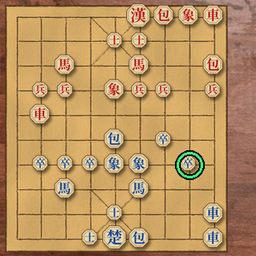 漢 包 象 車
士 士
馬 馬 包
兵 兵 象 兵 兵 兵
車
包 卒
卒 卒 卒 象 象 卒
馬 馬
士 車
士 楚 包 車